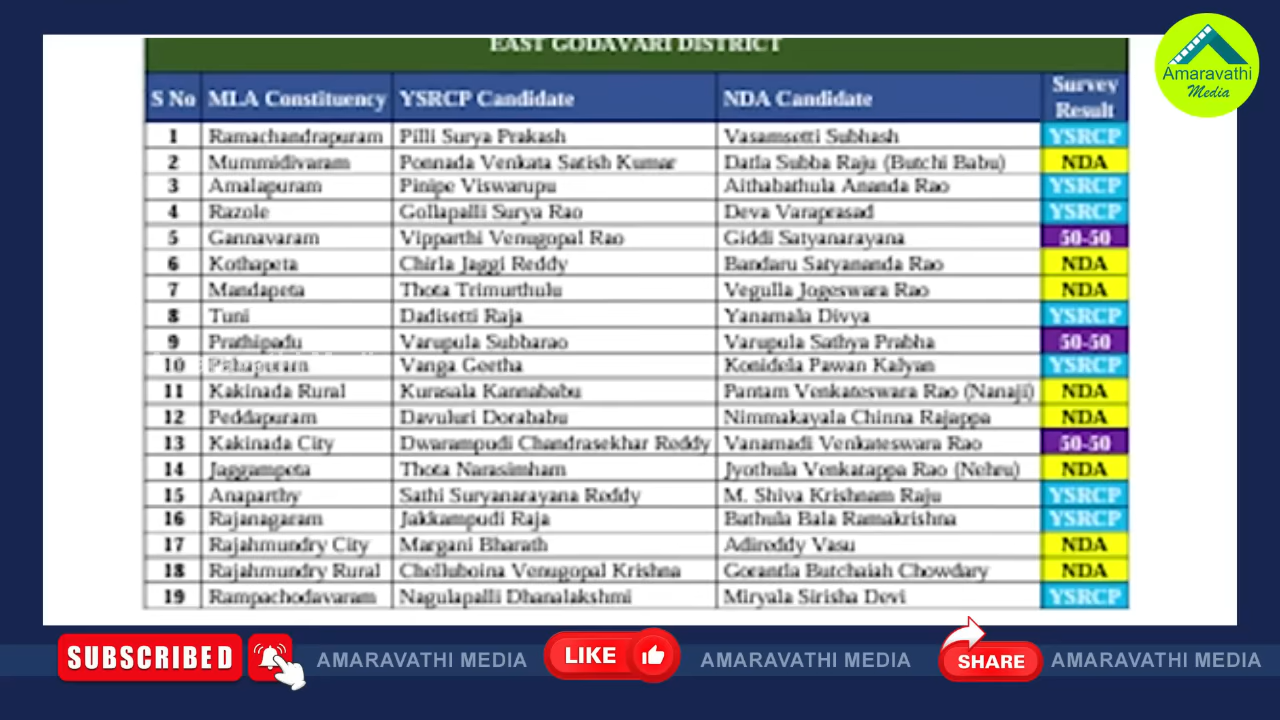 EAST GODAVARI DISTRICT
Amaravathi
Media
S No MLA Constituency YSRCP Candidate NDA Candidate Survey Result
1 Ramachandrapuram Pilli Surya Prakash Vasamsetti Subhash YSRCP
2 Mummidivaram Ponnada Venkata Satish Kumar Datla Subba Raju (Butchi Babu) NDA
3 Amalapuram Pinipe Viswarupu Aithabathula Ananda Rao YSRCP
4 Razole Gollapalli Surya Rao Deva Varaprasad YSRCP
5 Gannavaram Vipparthi Venugopal Rao Giddi Satyanarayana 50-50
6 Kothapeta Chirla Jaggi Reddy Bandaru Satyananda Rao NDA
7 Mandapeta Thota Trimurthulu Vegulla Jogeswara Rao NDA
8 Tuni Dadisetti Raja Yanamala Divya YSRCP
9 Prathipadu Varupula Subbarao Varupula Sathya Prabha 50-50
10 Pithapuram Vanga Geetha Konidela Pawan Kalyan YSRCP
11 Kakinada Rural Kurasala Kannababu Pantam Venkateswara Rao (Nanaji) NDA
12 Peddapuram Davuluri Dorababu Nimmakayala Chinna Rajappa NDA
13 Kakinada City Dwarampudi Chandrasekhar Reddy Vanamadi Venkateswara Rao 50-50
14 Jaggampeta Thota Narasimham Jyothula Venkatappa Rao (Nehru) NDA
15 Anaparthy Sathi Suryanarayana Reddy M. Shiva Krishnam Raju YSRCP
16 Rajanagaram Jakkampudi Raja Bathula Bala Ramakrishna YSRCP
17 Rajahmundry City Margani Bharath Adireddy Vasu NDA
18 Rajahmundry Rural Chelluboina Venugopal Krishna Gorantla Butchaiah Chowdary NDA
19 Rampachodavaram Nagulapalli Dhanalakshmi Miryala Sirisha Devi YSRCP
SUBSCRIBED AMARAVATHI MEDIA LIKE AMARAVATHI MEDIA SHARE AMARAVATHI MEDIA